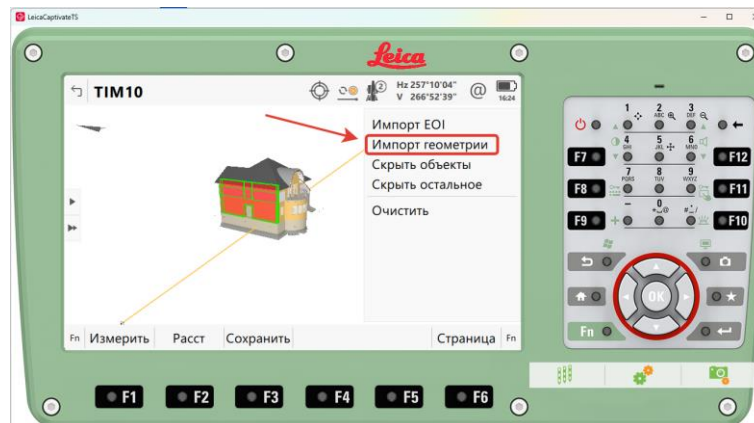 LeicaCaptivateTS
Leica
TIM10
2
Hz 257°10'04"
V 266°52'39"
@
16:24
Импорт EOI
Импорт геометрии
Скрыть объекты
Скрыть остальное
Очистить
Fn Измерить Расст Сохранить Страница Fn
F1 F2 F3 F4 F5 F6
1 2 3
ABC DEF
F7 4 5 6 F12
GHI JKL MNO
F8 7 8 9 F11
PQRS TUV WXYZ
F9 0 F10
OK
Fn